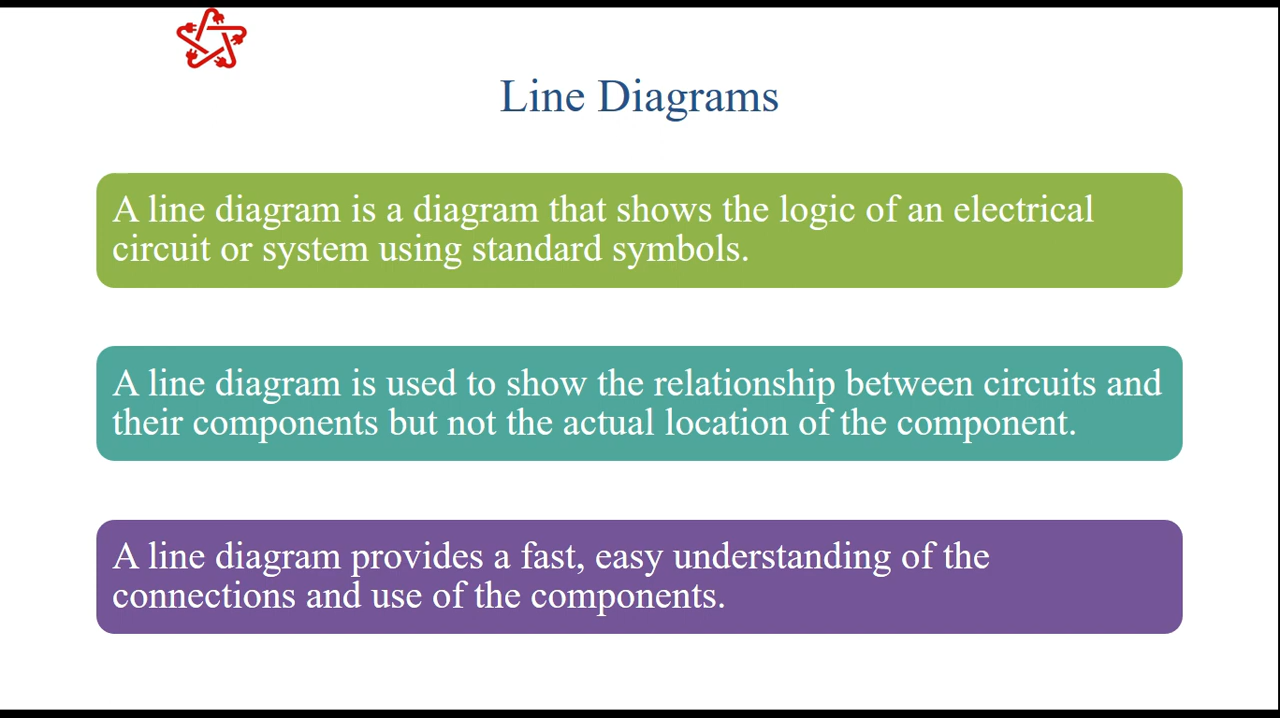 Line Diagrams
A line diagram is a diagram that shows the logic of an electrical
circuit or system using standard symbols.
A line diagram is used to show the relationship between circuits and
their components but not the actual location of the component.
A line diagram provides a fast, easy understanding of the
connections and use of the components.